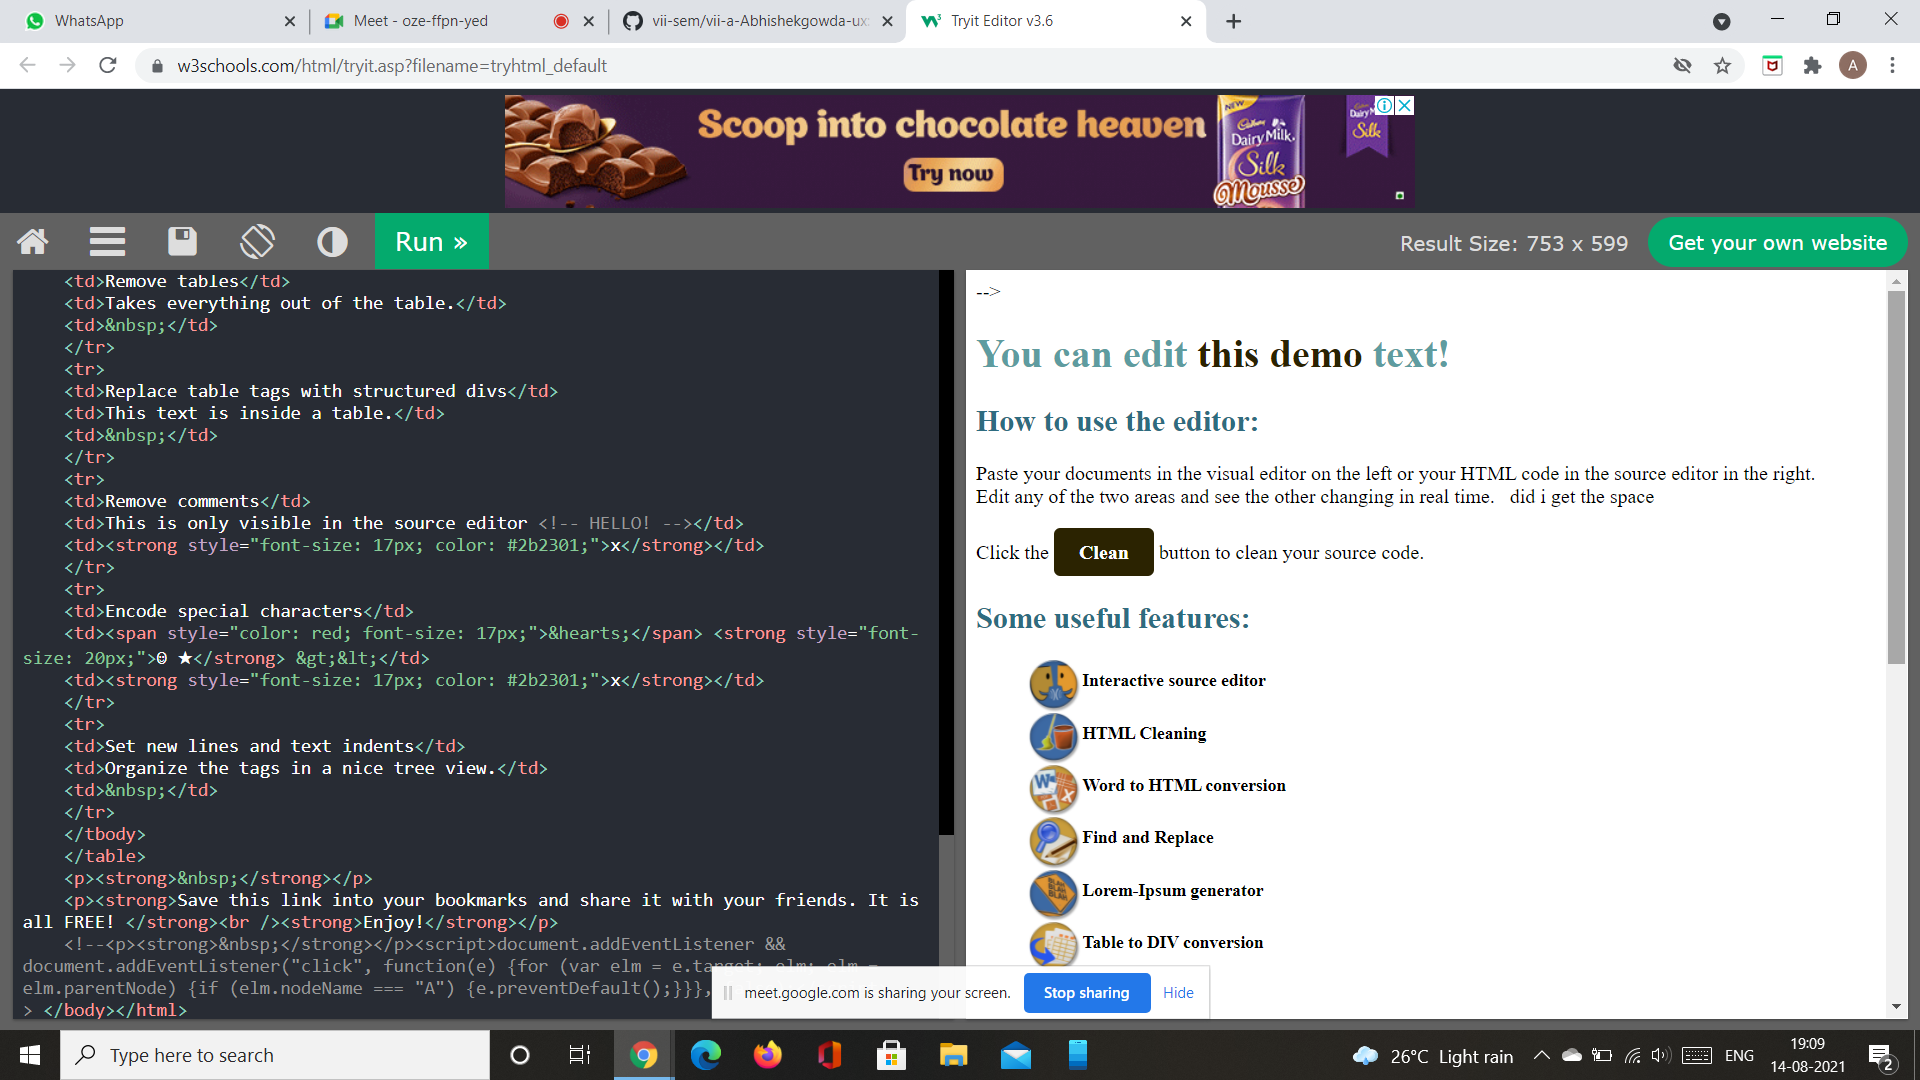 WhatsApp
Meet - oze-ffpn-yed
vii-sem/vii-a-Abhishekgowda-ux
Tryit Editor v3.6
w3schools.com/html/tryit.asp?filename=tryhtml_default
A
Scoop into chocolate heaven
Try now
NEW
Cadbury
Dairy Milk
Silk
Mousse
Dairy M
Silk
Run »
Result Size: 753 x 599
Get your own website
<td>Remove tables</td>
<td>Takes everything out of the table.</td>
<td>&nbsp;</td>
</tr>
<tr>
<td>Replace table tags with structured divs</td>
<td>This text is inside a table.</td>
<td>&nbsp;</td>
</tr>
<tr>
<td>Remove comments</td>
<td>This is only visible in the source editor <!-- HELLO! --></td>
<td><strong style="font-size: 17px; color: #2b2301;">x</strong></td>
</tr>
<tr>
<td>Encode special characters</td>
<td><span style="color: red; font-size: 17px;">&hearts;</span> <strong style="font-
size: 20px;">☺ ★</strong> &gt;&lt;</td>
<td><strong style="font-size: 17px; color: #2b2301;">x</strong></td>
</tr>
<tr>
<td>Set new lines and text indents</td>
<td>Organize the tags in a nice tree view.</td>
<td>&nbsp;</td>
</tr>
</tbody>
</table>
<p><strong>&nbsp;</strong></p>
<p><strong>Save this link into your bookmarks and share it with your friends. It is
all FREE! </strong><br /><strong>Enjoy!</strong></p>
<!--<p><strong>&nbsp;</strong></p><script>document.addEventListener &&
document.addEventListener("click", function(e) {for (var elm = e.target; elm; elm =
elm.parentNode) {if (elm.nodeName === "A") {e.preventDefault();}}},
> </body></html>
-->
You can edit this demo text!
How to use the editor:
Paste your documents in the visual editor on the left or your HTML code in the source editor in the right.
Edit any of the two areas and see the other changing in real time.   did i get the space
Click the Clean button to clean your source code.
Some useful features:
Interactive source editor
HTML Cleaning
Word to HTML conversion
Find and Replace
Lorem-Ipsum generator
Table to DIV conversion
meet.google.com is sharing your screen.
Stop sharing
Hide
Type here to search
26°C Light rain
ENG
19:09
14-08-2021
2